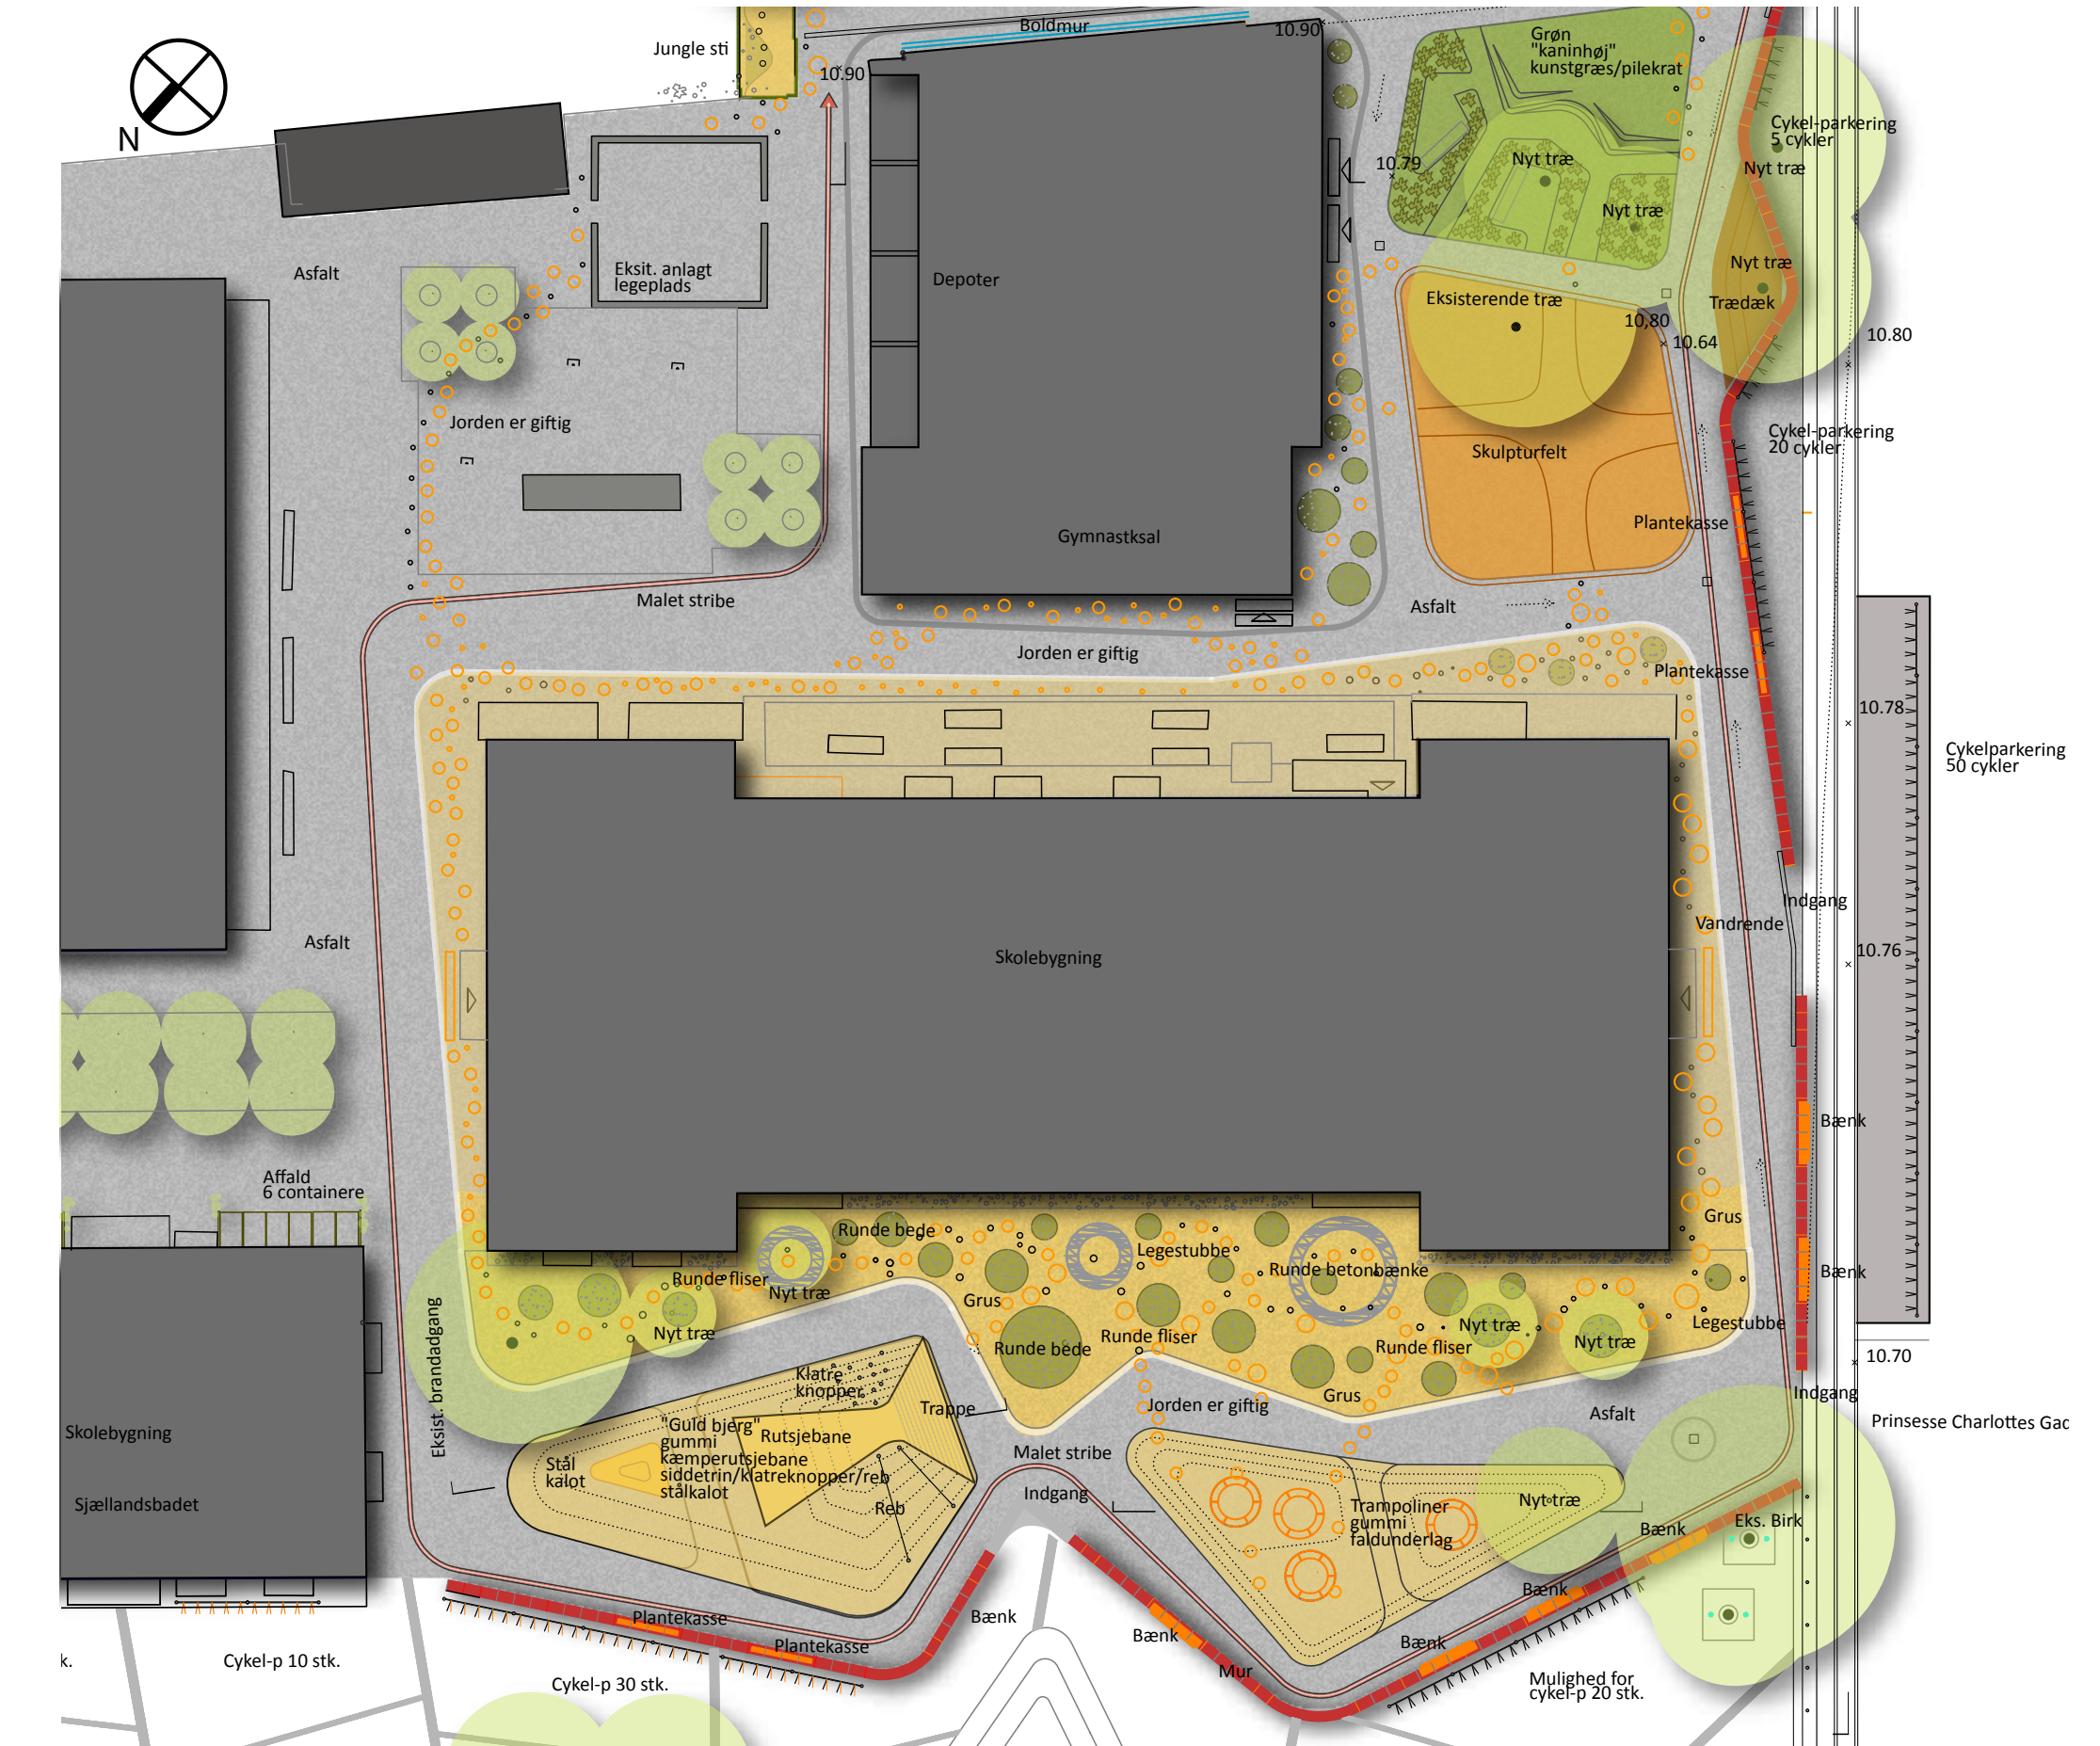 Boldmur
Jungle sti
10.90
10.90
Grøn
"kaninhøj"
kunstgræs/pilekrat
N
Cykel-parkering
5 cykler
Nyt træ
Nyt træ
10.79
Nyt træ
Asfalt
Eksit. anlagt
legeplads
Depoter
Nyt træ
Trædæk
Eksisterende træ
10,80
10.64
10.80
Jorden er giftig
Skulpturfelt
Cykel-parkering
20 cykler
Plantekasse
Gymnastksal
Malet stribe
Asfalt
Jorden er giftig
Plantekasse
10.78
Cykelparkering
50 cykler
Indgang
Vandrende
Asfalt
10.76
Skolebygning
Bænk
Affald
6 containere
Grus
Runde bede
Legestubbe
Runde betonbænke
Bænk
Runde fliser
Nyt træ
Grus
Nyt træ
Runde bede
Runde fliser
Runde fliser
Nyt træ
Nyt træ
Legestubbe
10.70
Eksist. brandadgang
Klatre
knopper
Trappe
Grus
Jorden er giftig
Indgang
Asfalt
Prinsesse Charlottes Gad
Skolebygning
"Guld bjerg"
gummi
kæmperutsjebane
siddetrin/klatreknopper/reb
stålkalot
Rutsjebane
Malet stribe
Stål
kalot
Reb
Indgang
Sjællandsbadet
Trampoliner
gummi
faldunderlag
Nyt træ
Bænk
Eks. Birk
Bænk
Plantekasse
Bænk
Bænk
Bænk
Plantekasse
k.
Cykel-p 10 stk.
Mur
Cykel-p 30 stk.
Mulighed for
cykel-p 20 stk.